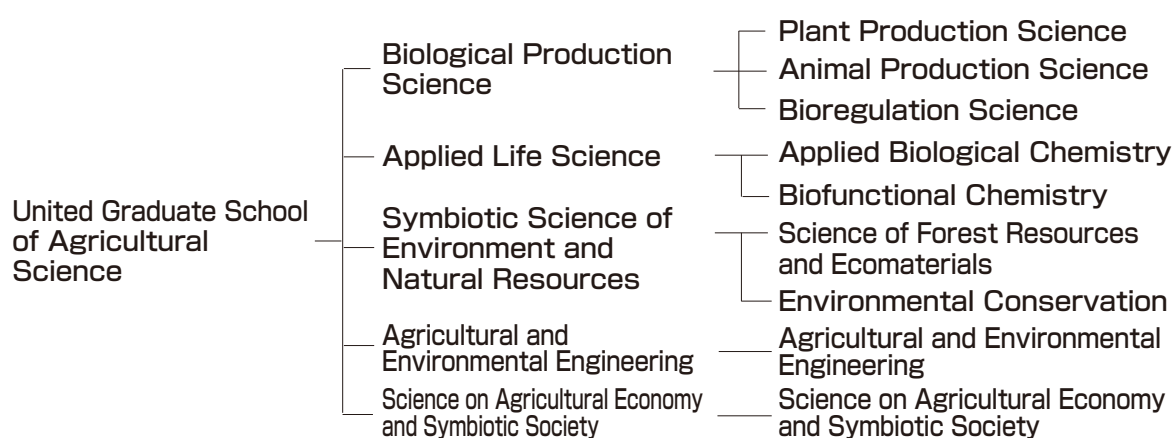 United Graduate School
of Agricultural
Science
Biological Production
Science
Plant Production Science
Animal Production Science
Bioregulation Science
Applied Life Science
Applied Biological Chemistry
Biofunctional Chemistry
Symbiotic Science of
Environment and
Natural Resources
Science of Forest Resources
and Ecomaterials
Environmental Conservation
Agricultural and
Environmental Engineering
Agricultural and Environmental
Engineering
Science on Agricultural Economy
and Symbiotic Society
Science on Agricultural Economy
and Symbiotic Society